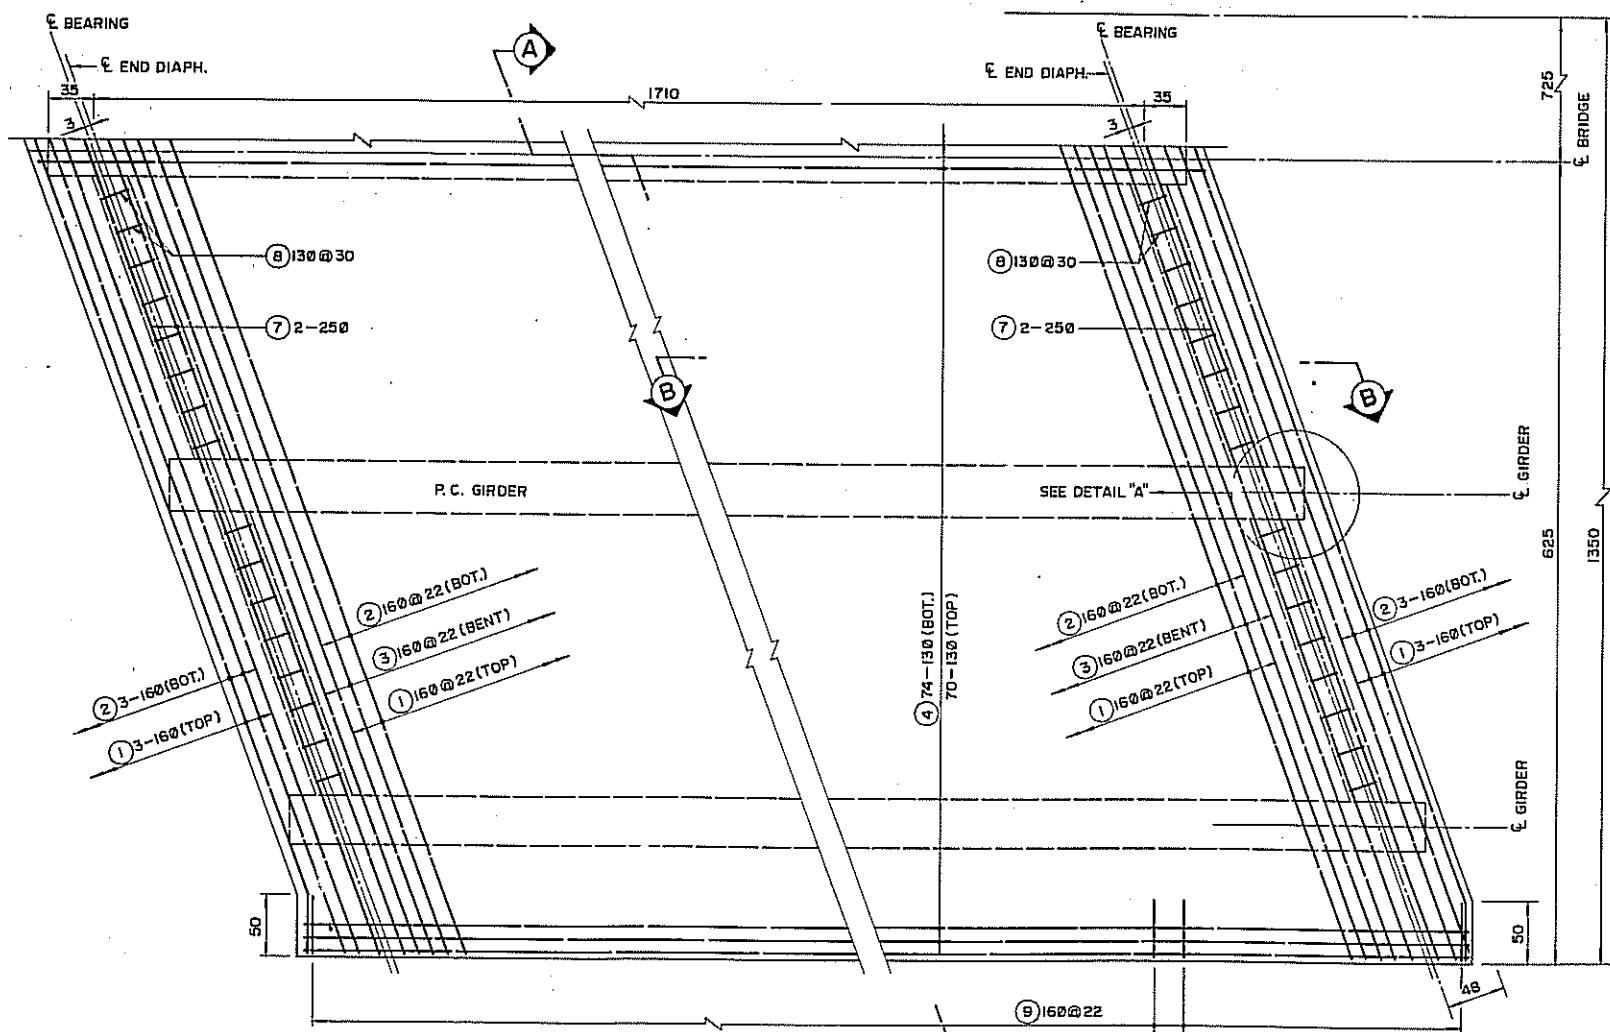 ℄ BEARING
℄ END DIAPH.
35
3
A
1710
℄ BEARING
℄ END DIAPH.
35
3
725
℄ BRIDGE
8 130@30
7 2-250
8 130@30
7 2-250
B
B
P.C. GIRDER
SEE DETAIL "A"
℄ GIRDER
625
1350
2 160@22(BOT.)
3 160@22(BENT)
1 160@22(TOP)
2 3-160(BOT.)
1 3-160(TOP)
4 74-130(BOT.)
70-130(TOP)
2 160@22(BOT.)
3 160@22(BENT)
1 160@22(TOP)
2 3-160(BOT.)
1 3-160(TOP)
℄ GIRDER
50
50
48
9 160@22